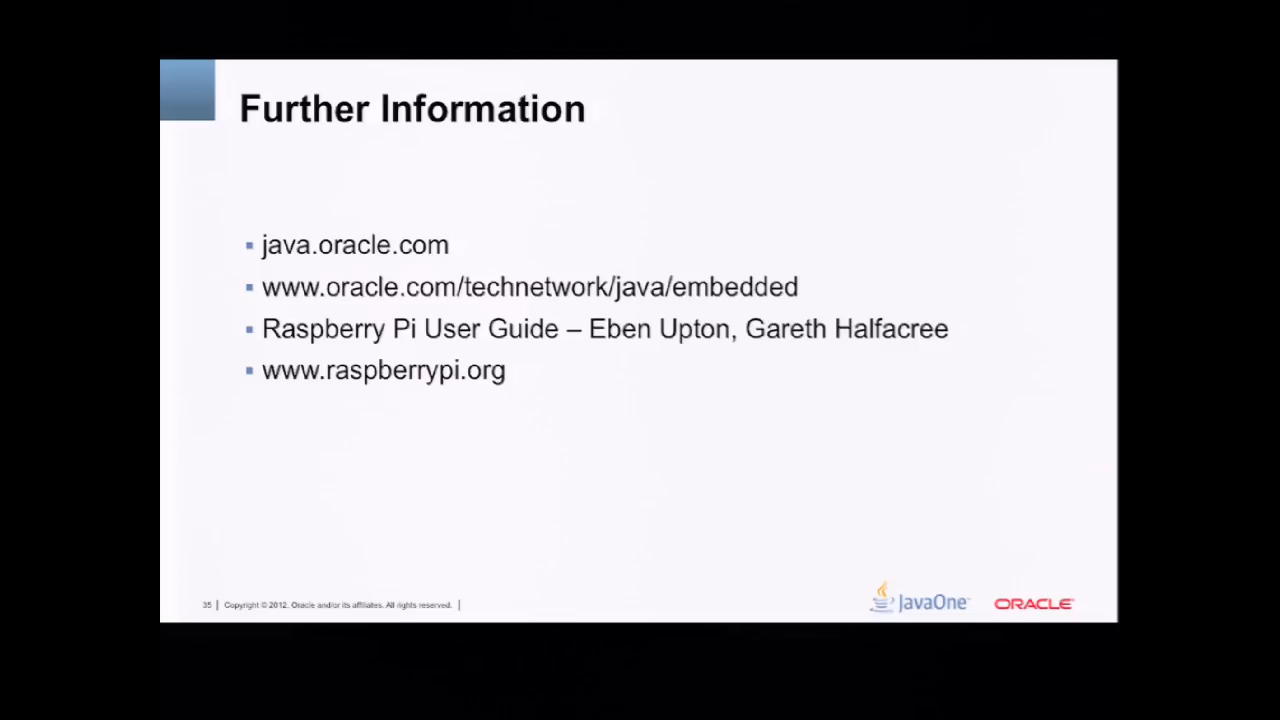 Further Information
▪ java.oracle.com
▪ www.oracle.com/technetwork/java/embedded
▪ Raspberry Pi User Guide – Eben Upton, Gareth Halfacree
▪ www.raspberrypi.org
35 | Copyright © 2012, Oracle and/or its affiliates. All rights reserved. |
JavaOne™ ORACLE